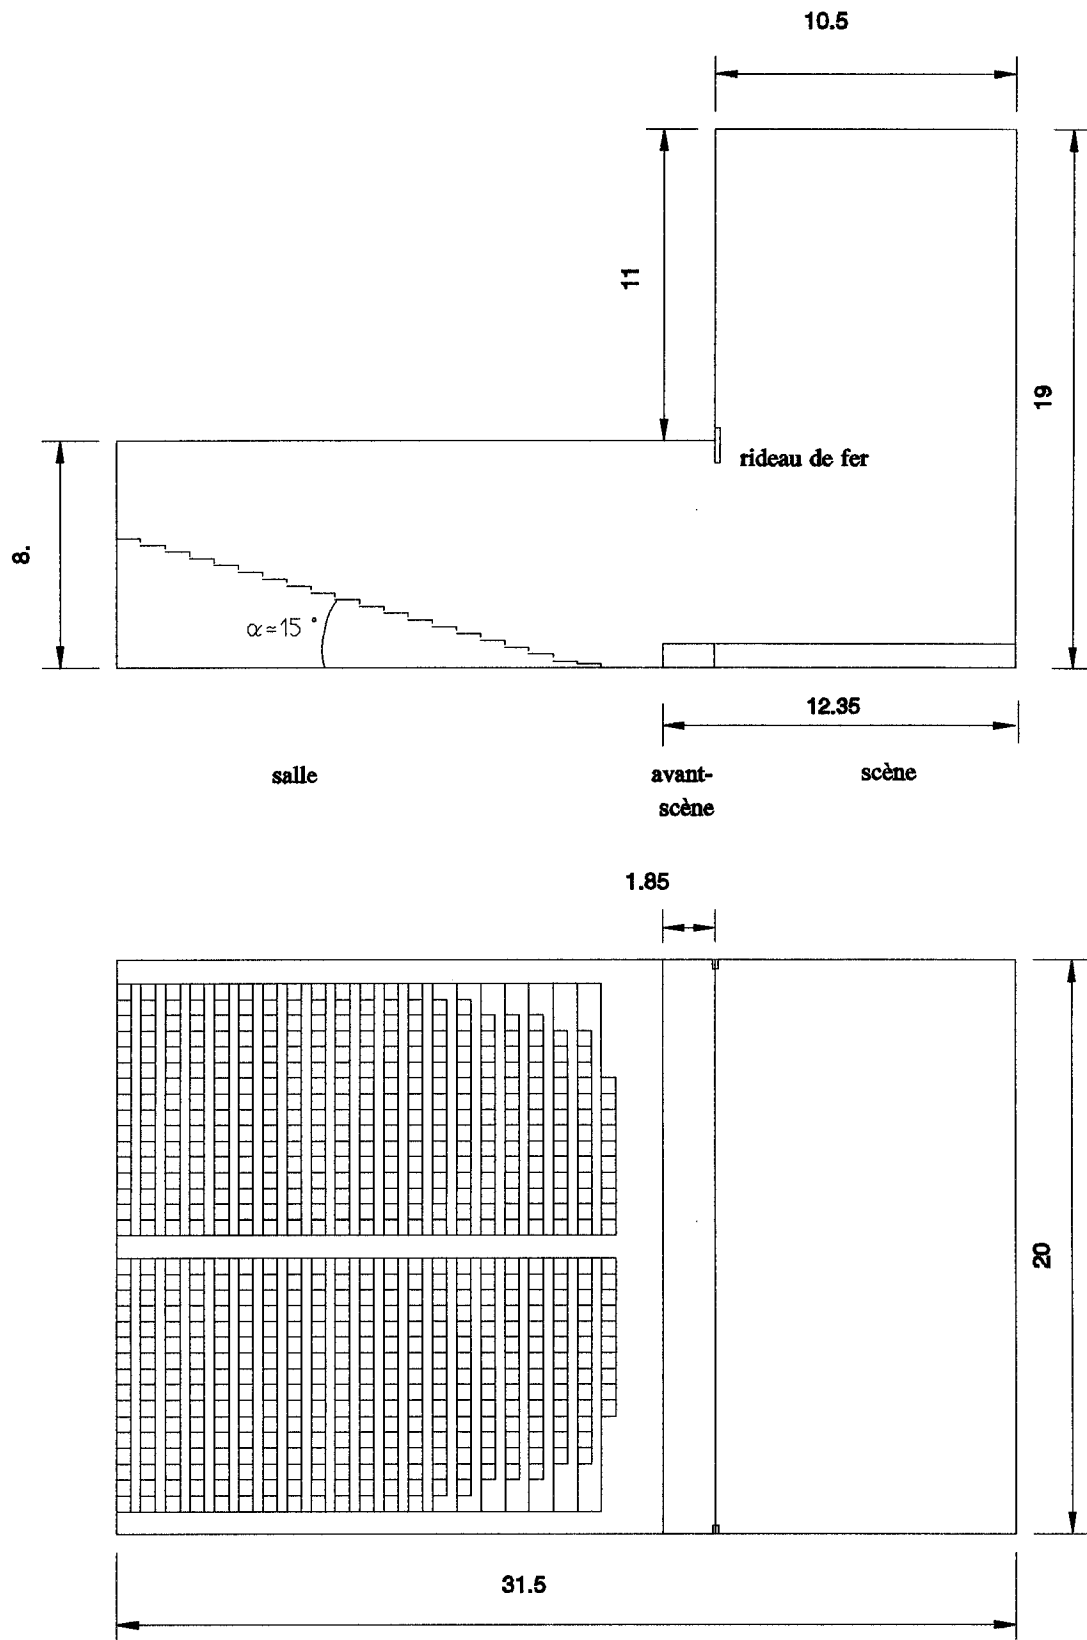 10.5
11
19
rideau de fer
8.
α≃15°
12.35
salle
avant-
scène
scène
1.85
20
31.5